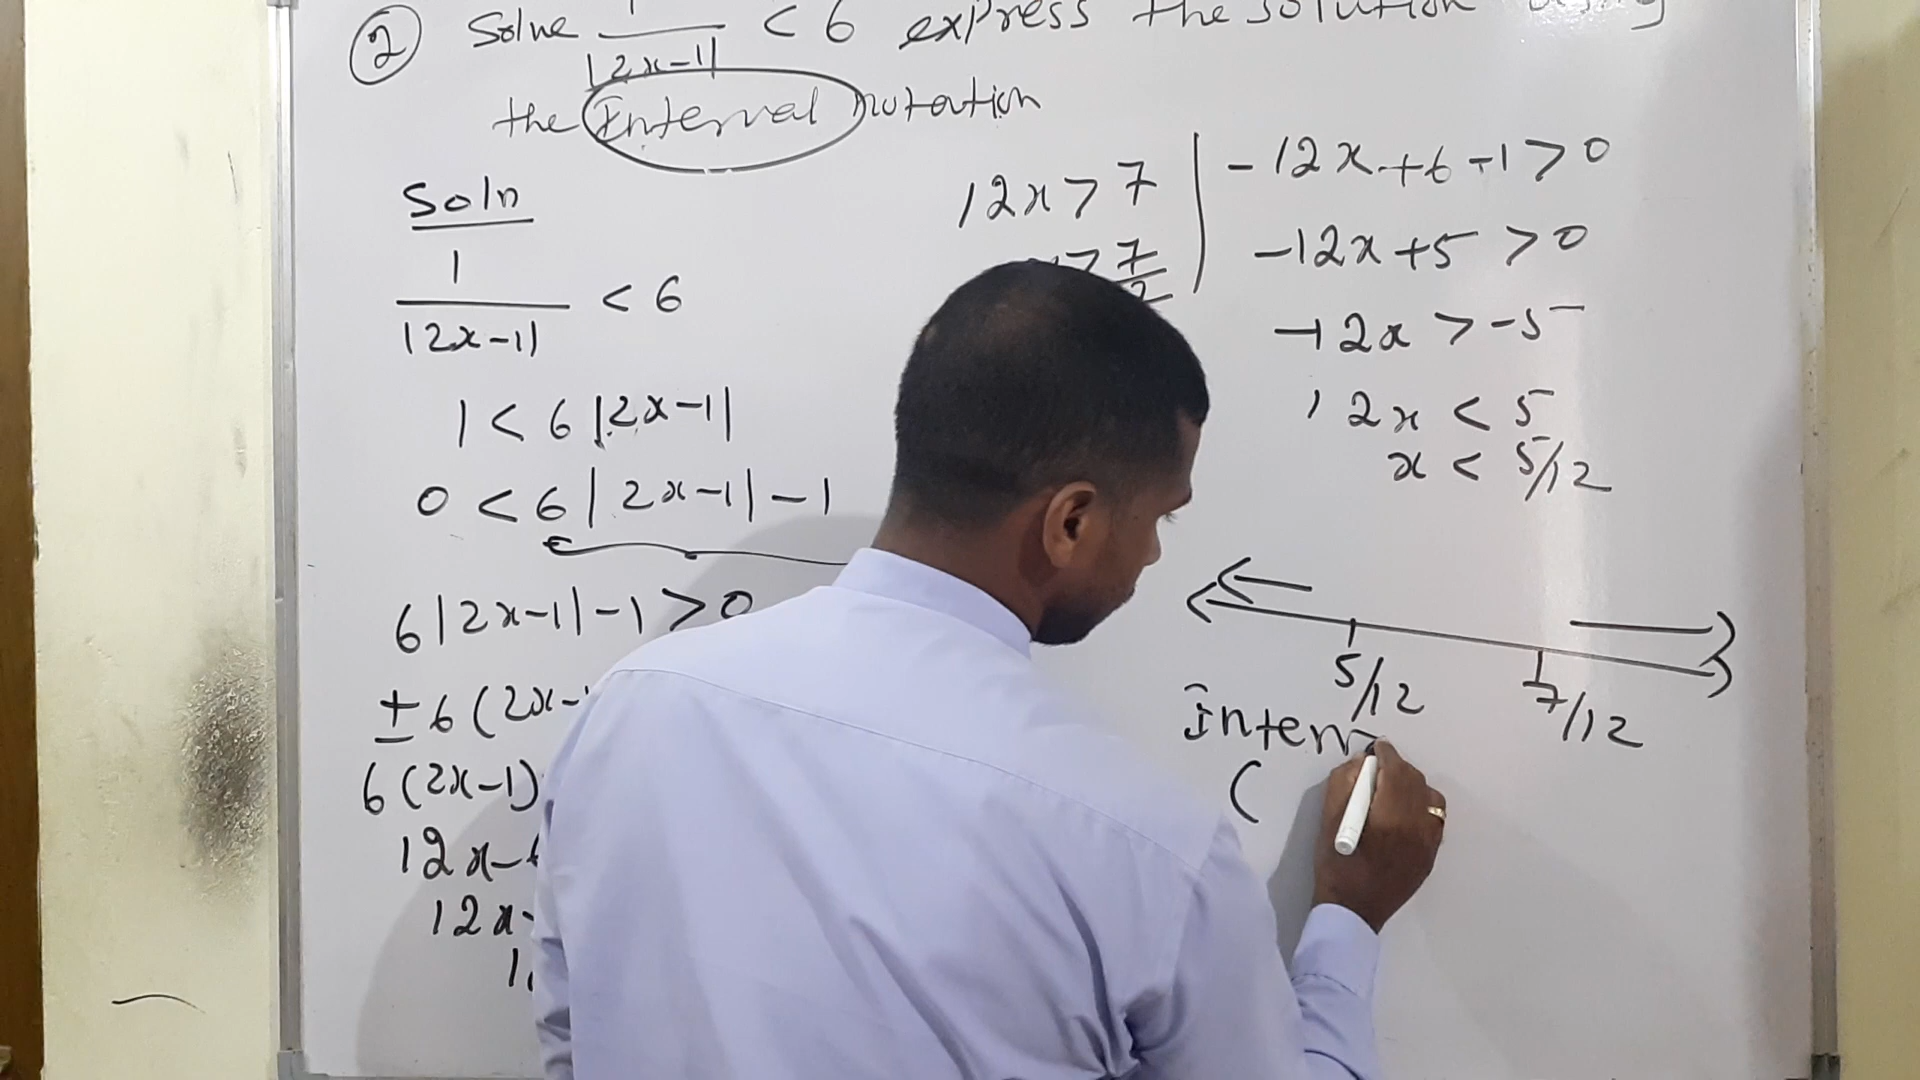 ② Solve 1/|2x-1| < 6 express the solution using
the Interval notation
Soln
1/|2x-1| < 6
1 < 6|2x-1|
0 < 6|2x-1|-1
6|2x-1|-1>0
± 6(2x-
6(2x-1)
12x-
12x-
12x > 7
> 7
-12x+6-1>0
-12x+5 >0
-12x > -5
12x < 5
x < 5/12
5/12 7/12
Interv
(